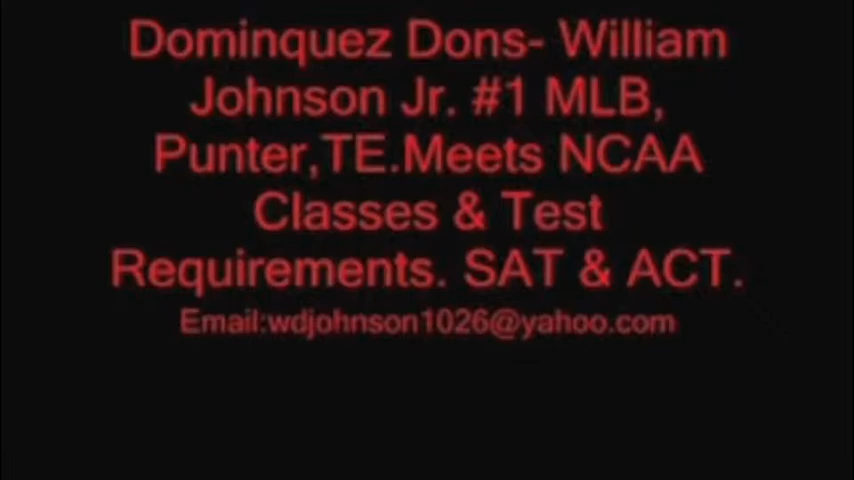 Dominquez Dons- William
Johnson Jr. #1 MLB,
Punter,TE.Meets NCAA
Classes & Test
Requirements. SAT & ACT.
Email:wdjohnson1026@yahoo.com